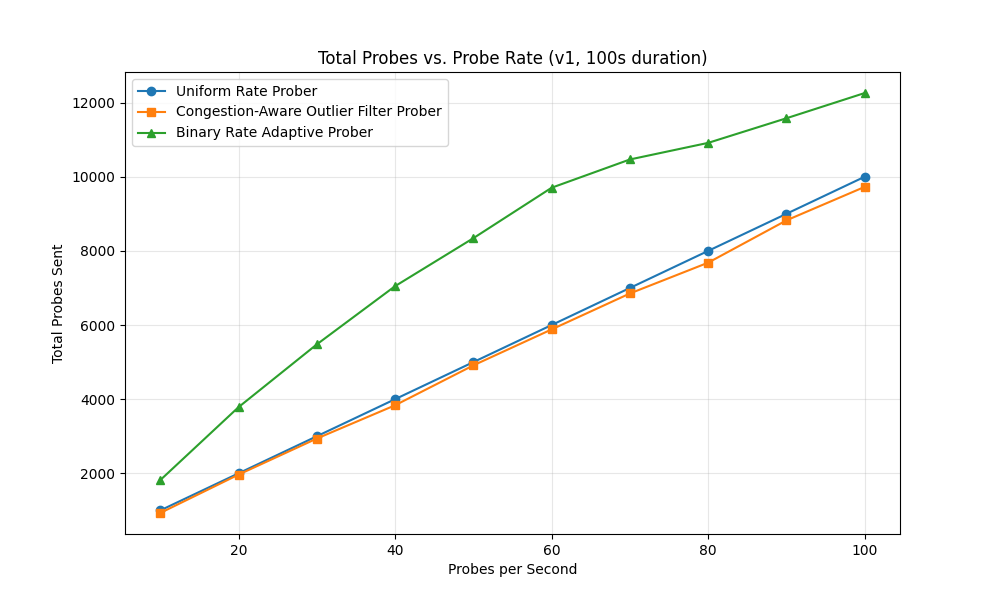 Total Probes vs. Probe Rate (v1, 100s duration)
Uniform Rate Prober
Congestion-Aware Outlier Filter Prober
Binary Rate Adaptive Prober
Total Probes Sent
12000
10000
8000
6000
4000
2000
20 40 60 80 100
Probes per Second